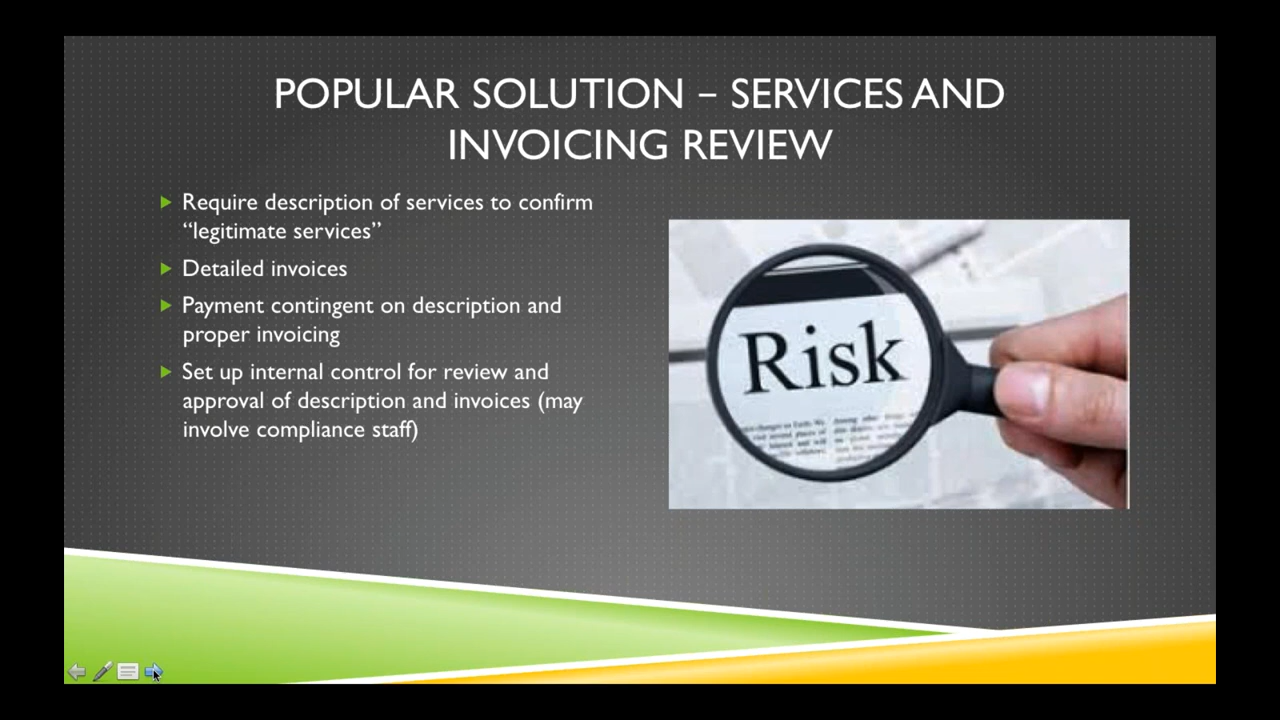 POPULAR SOLUTION – SERVICES AND
INVOICING REVIEW
Require description of services to confirm
“legitimate services”
Detailed invoices
Payment contingent on description and
proper invoicing
Set up internal control for review and
approval of description and invoices (may
involve compliance staff)
Risk